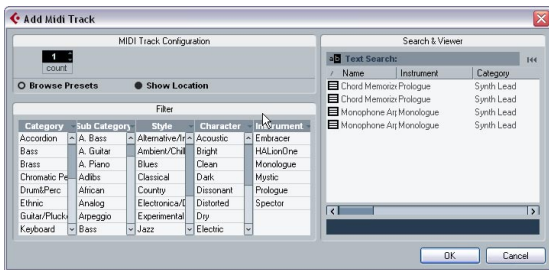 Add Midi Track
MIDI Track Configuration
1
count
Browse Presets
Show Location
Filter
Category Sub Category Style Character Instrument
Accordion A. Bass Alternative/In Acoustic Embracer
Bass A. Guitar Ambient/Chill Bright HALionOne
Brass A. Piano Blues Clean Monologue
Chromatic Pe Adlibs Classical Dark Mystic
Drum&Perc African Country Dissonant Prologue
Ethnic Analog Electronica/D Distorted Spector
Guitar/Plucke Arpeggio Experimental Dry
Keyboard Bass Jazz Electric
Search & Viewer
ab Text Search:
/ Name Instrument Category
Chord Memoriz Prologue Synth Lead
Chord Memoriz Prologue Synth Lead
Monophone Arp Monologue Synth Lead
Monophone Arp Monologue Synth Lead
OK Cancel